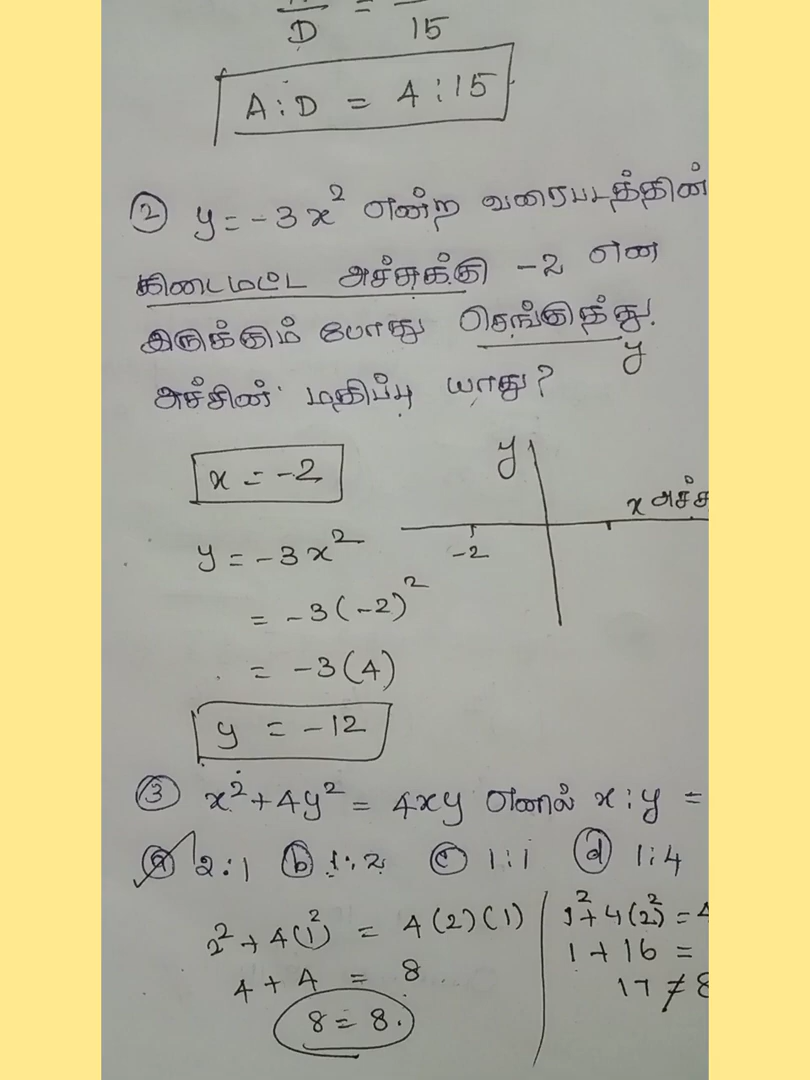 D = 15
A:D = 4:15
② y = -3x² என்ற வரைபடத்தின்
கிடைமட்ட அச்சுக்கு -2 என
இருக்கும் போது செங்குத்து
y
அச்சின் மதிப்பு யாது?
x = -2
y
x அச்சு
-2
y = -3x²
= -3(-2)²
= -3(4)
y = -12
③ x² + 4y² = 4xy எனில் x:y =
ⓐ 2:1 ⓑ 1:2 ⓒ 1:1 ⓓ 1:4
2² + 4(1)² = 4(2)(1)
4 + 4 = 8
8 = 8.
1² + 4(2)² = 4
1 + 16 =
17 ≠ 8